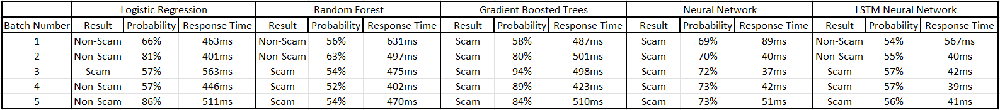 Logistic Regression Random Forest Gradient Boosted Trees Neural Network LSTM Neural Network
Batch Number Result Probability Response Time Result Probability Response Time Result Probability Response Time Result Probability Response Time Result Probability Response Time
1 Non-Scam 66% 463ms Non-Scam 56% 631ms Scam 58% 487ms Scam 69% 89ms Non-Scam 54% 567ms
2 Non-Scam 81% 401ms Non-Scam 63% 497ms Scam 80% 501ms Scam 70% 40ms Non-Scam 55% 40ms
3 Scam 57% 563ms Scam 54% 475ms Scam 94% 498ms Scam 72% 37ms Scam 57% 42ms
4 Non-Scam 57% 446ms Scam 52% 402ms Scam 89% 423ms Scam 73% 42ms Scam 57% 39ms
5 Non-Scam 86% 511ms Scam 54% 470ms Scam 84% 510ms Scam 73% 51ms Scam 56% 41ms